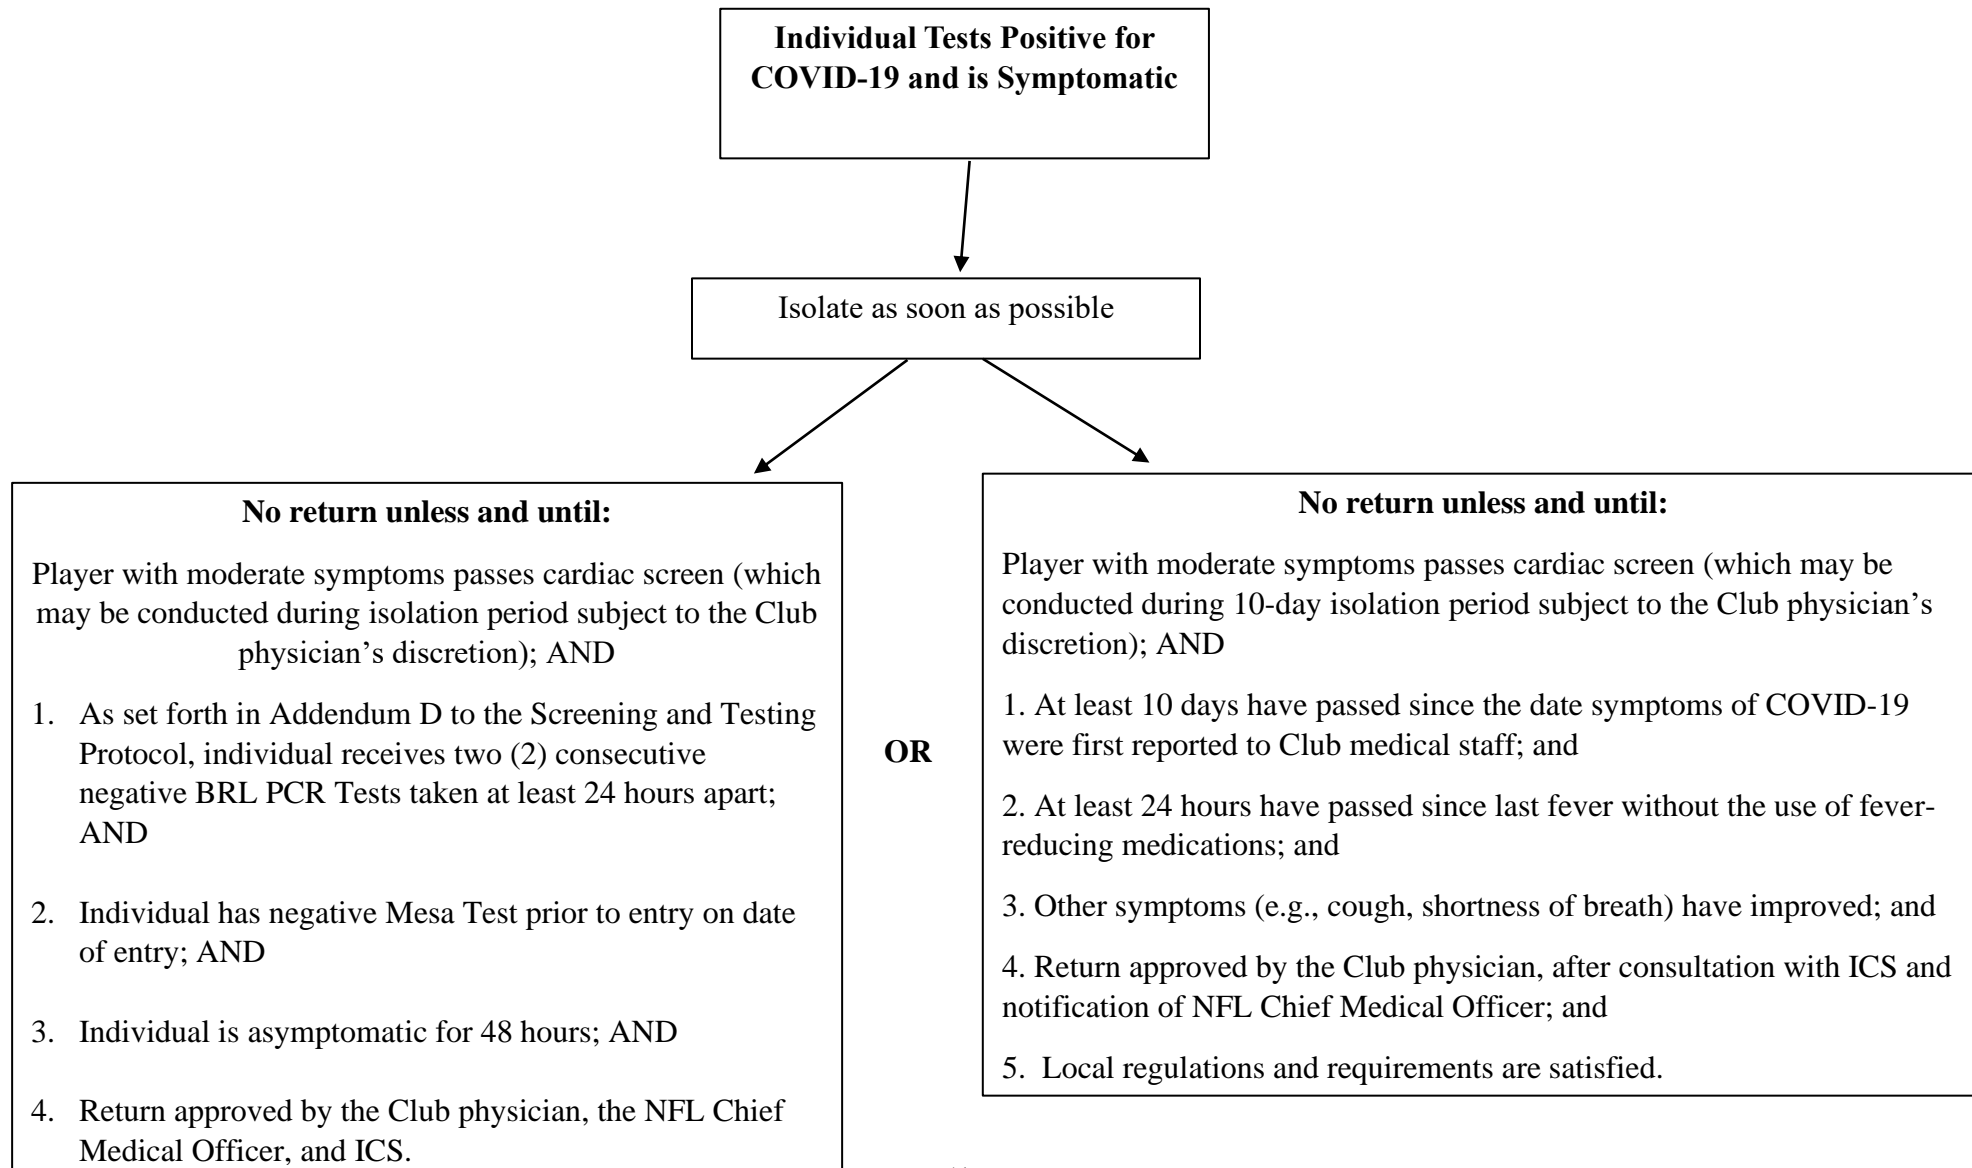 Individual Tests Positive for
COVID-19 and is Symptomatic
Isolate as soon as possible
No return unless and until:
Player with moderate symptoms passes cardiac screen (which
may be conducted during isolation period subject to the Club
physician’s discretion); AND
1. As set forth in Addendum D to the Screening and Testing
Protocol, individual receives two (2) consecutive
negative BRL PCR Tests taken at least 24 hours apart;
AND
2. Individual has negative Mesa Test prior to entry on date
of entry; AND
3. Individual is asymptomatic for 48 hours; AND
4. Return approved by the Club physician, the NFL Chief
Medical Officer, and ICS.
OR
No return unless and until:
Player with moderate symptoms passes cardiac screen (which may be
conducted during 10-day isolation period subject to the Club physician’s
discretion); AND
1. At least 10 days have passed since the date symptoms of COVID-19
were first reported to Club medical staff; and
2. At least 24 hours have passed since last fever without the use of fever-
reducing medications; and
3. Other symptoms (e.g., cough, shortness of breath) have improved; and
4. Return approved by the Club physician, after consultation with ICS and
notification of NFL Chief Medical Officer; and
5. Local regulations and requirements are satisfied.